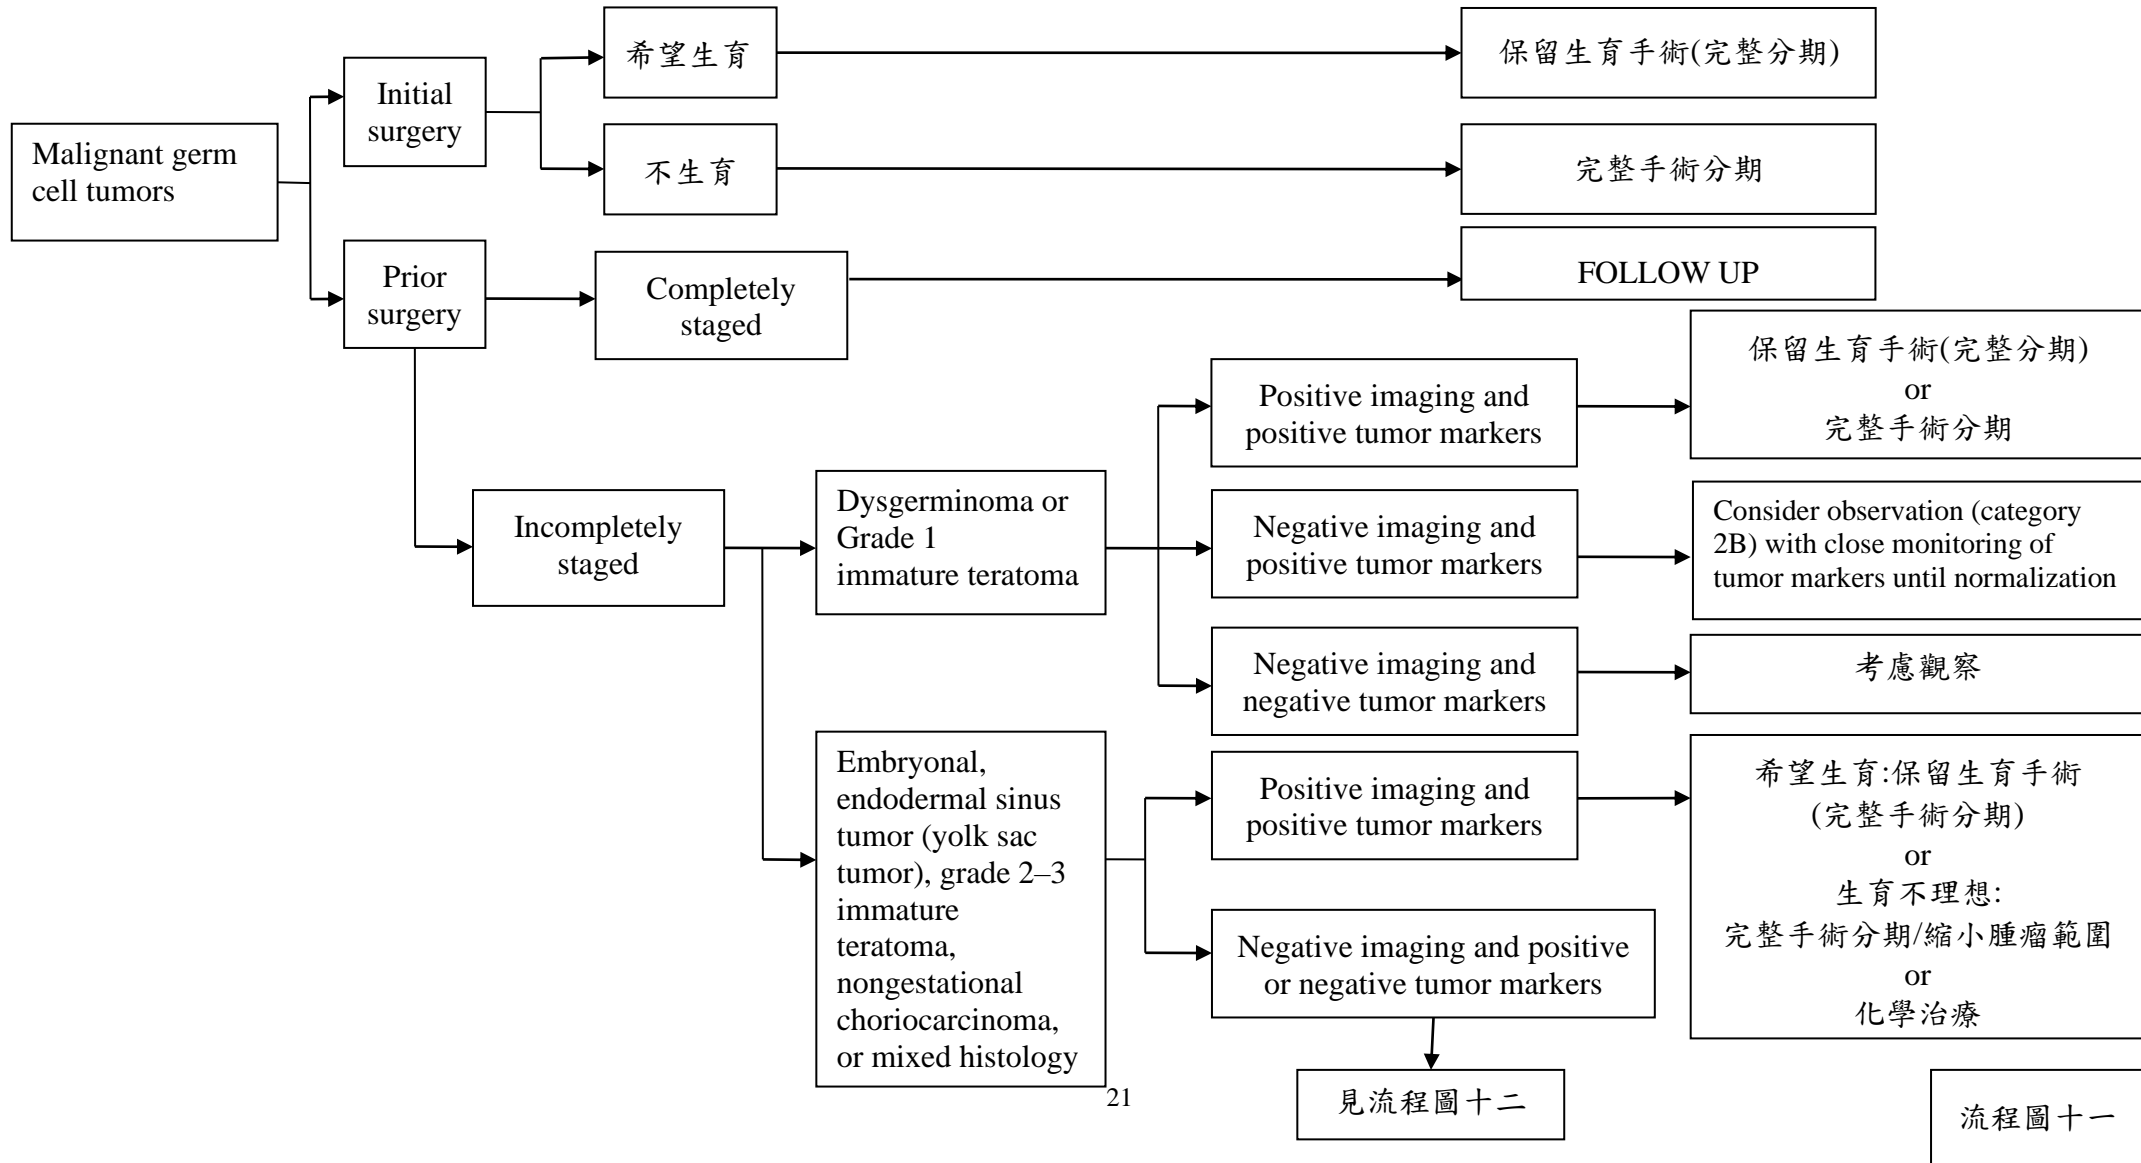 Malignant germ
cell tumors
Initial
surgery
希望生育
保留生育手術(完整分期)
不生育
完整手術分期
Prior
surgery
Completely
staged
FOLLOW UP
Incompletely
staged
Dysgerminoma or
Grade 1
immature teratoma
Positive imaging and
positive tumor markers
保留生育手術(完整分期)
or
完整手術分期
Negative imaging and
positive tumor markers
Consider observation (category
2B) with close monitoring of
tumor markers until normalization
Negative imaging and
negative tumor markers
考慮觀察
Embryonal,
endodermal sinus
tumor (yolk sac
tumor), grade 2–3
immature
teratoma,
nongestational
choriocarcinoma,
or mixed histology
Positive imaging and
positive tumor markers
希望生育:保留生育手術
(完整手術分期)
or
生育不理想:
完整手術分期/縮小腫瘤範圍
or
化學治療
Negative imaging and positive
or negative tumor markers
見流程圖十二
21
流程圖十一